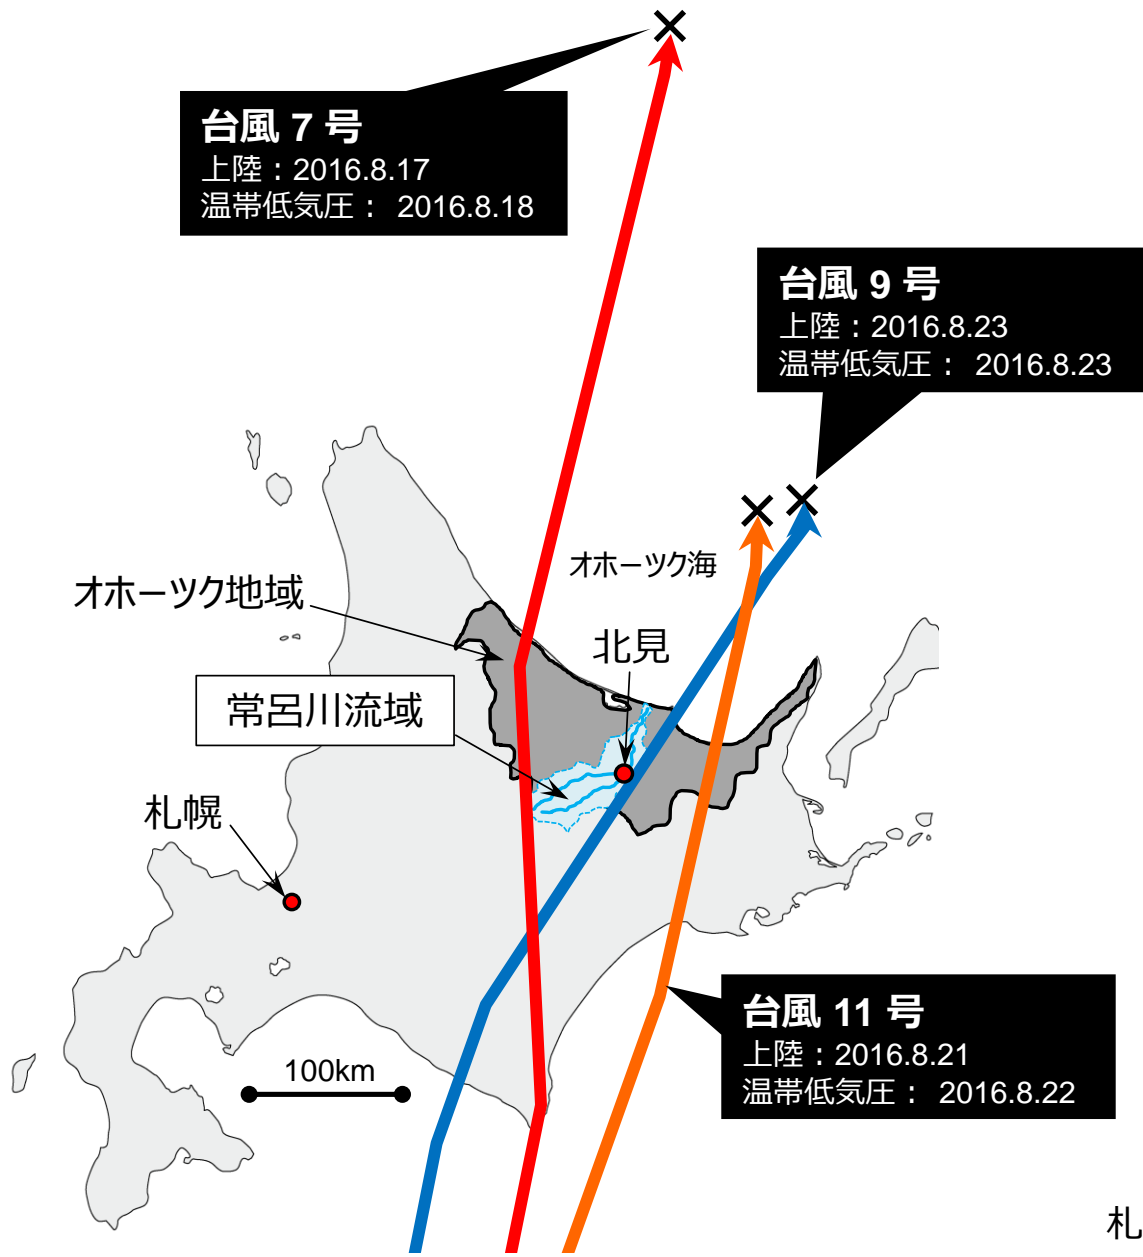 台風 7 号
上陸：2016.8.17
温帯低気圧： 2016.8.18
台風 9 号
上陸：2016.8.23
温帯低気圧： 2016.8.23
オホーツク海
オホーツク地域
北見
常呂川流域
札幌
台風 11 号
上陸：2016.8.21
温帯低気圧： 2016.8.22
100km
札